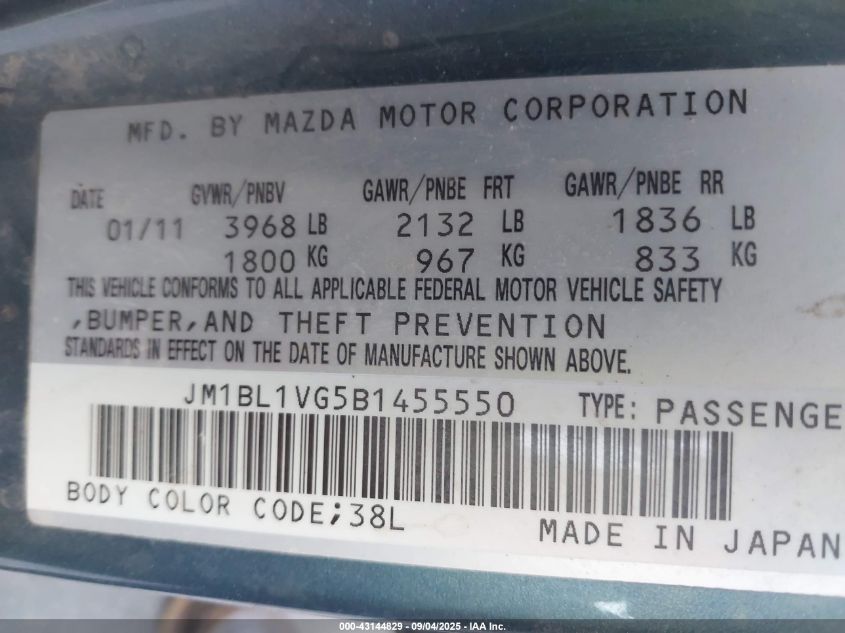 MFD. BY MAZDA MOTOR CORPORATION
DATE GVWR/PNBV GAWR/PNBE FRT GAWR/PNBE RR
01/11 3968 LB 2132 LB 1836 LB
1800 KG 967 KG 833 KG
THIS VEHICLE CONFORMS TO ALL APPLICABLE FEDERAL MOTOR VEHICLE SAFETY
,BUMPER,AND THEFT PREVENTION
STANDARDS IN EFFECT ON THE DATE OF MANUFACTURE SHOWN ABOVE.
JM1BL1VG5B1455550 TYPE: PASSENGE
BODY COLOR CODE;38L
MADE IN JAPAN
000-43144829 - 09/04/2025 - IAA Inc.